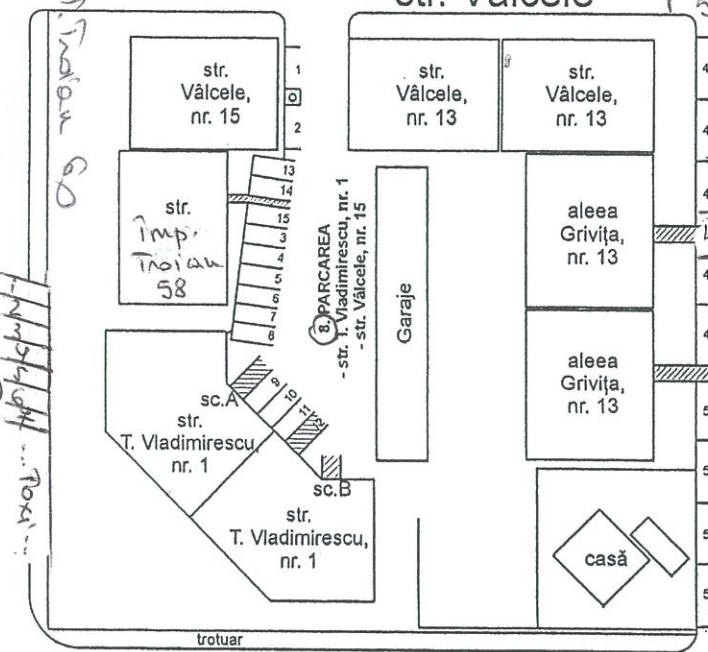 str. Vâlcele
Traian 60
str.
Vâlcele,
nr. 15
1
2
str.
Vâlcele,
nr. 13
str.
Vâlcele,
nr. 13
str.
Împ.
Traian
58
13
14
15
3
4
5
6
7
8
8. PARCAREA
- str. T. Vladimirescu, nr. 1
- str. Vâlcele, nr. 15
Garaje
aleea
Grivița,
nr. 13
aleea
Grivița,
nr. 13
sc.A
9
10
11
12
sc.B
str.
T. Vladimirescu,
nr. 1
str.
T. Vladimirescu,
nr. 1
casă
trotuar